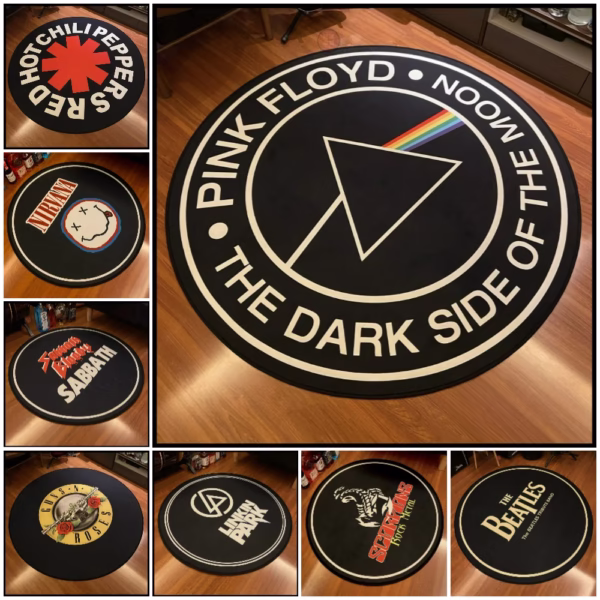 RED HOT CHILI PEPPERS
PINK FLOYD • THE DARK SIDE OF THE MOON •
NIRVANA
SABBATH
GUNS N' ROSES
LINKIN
PARK
SCORPIONS
ROCK METAL
THE
BEATLES